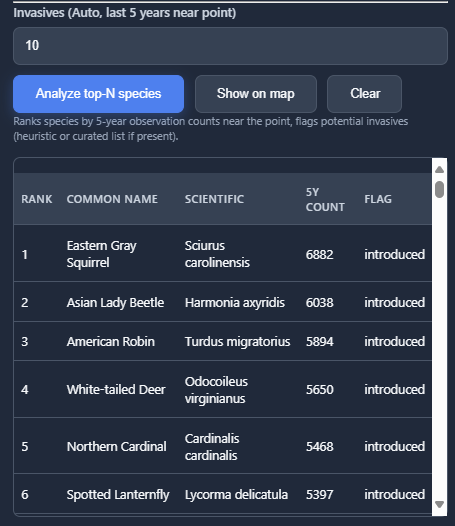 Invasives (Auto, last 5 years near point)
10
Analyze top-N species Show on map Clear
Ranks species by 5-year observation counts near the point, flags potential invasives
(heuristic or curated list if present).
RANK COMMON NAME SCIENTIFIC 5Y COUNT FLAG
1 Eastern Gray Squirrel Sciurus carolinensis 6882 introduced
2 Asian Lady Beetle Harmonia axyridis 6038 introduced
3 American Robin Turdus migratorius 5894 introduced
4 White-tailed Deer Odocoileus virginianus 5650 introduced
5 Northern Cardinal Cardinalis cardinalis 5468 introduced
6 Spotted Lanternfly Lycorma delicatula 5397 introduced